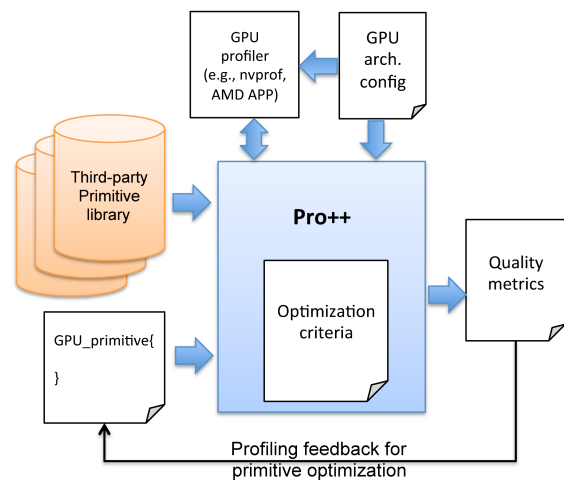 GPU
profiler
(e.g., nvprof,
AMD APP)
GPU
arch.
config
Third-party
Primitive
library
Pro++
Quality
metrics
Optimization
criteria
GPU_primitive{
}
Profiling feedback for
primitive optimization